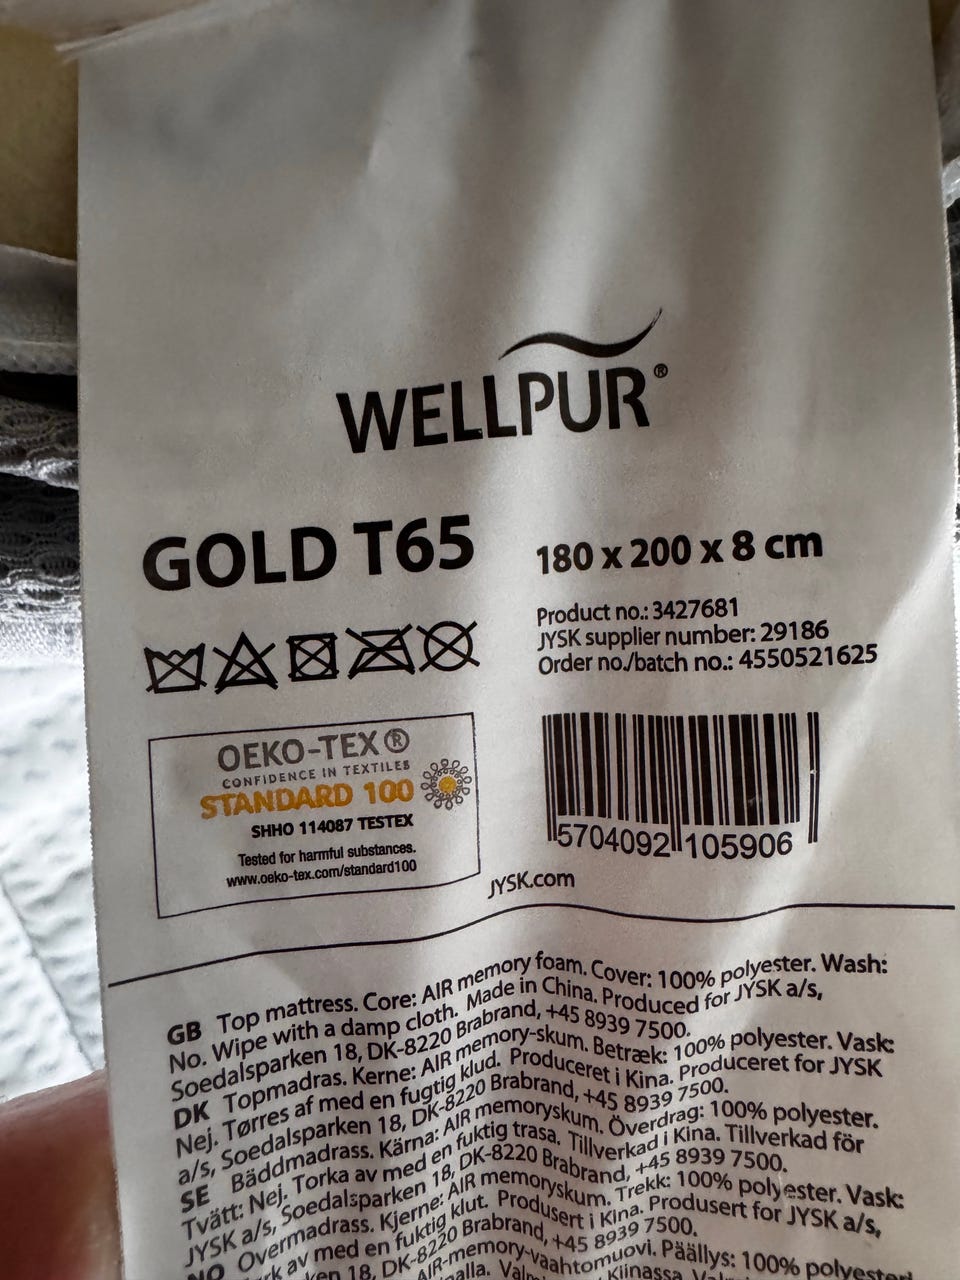 WELLPUR®
GOLD T65
180 x 200 x 8 cm
Product no.: 3427681
JYSK supplier number: 29186
Order no./batch no.: 4550521625
OEKO-TEX®
CONFIDENCE IN TEXTILES
STANDARD 100
SHHO 114087 TESTEX
Tested for harmful substances.
www.oeko-tex.com/standard100
5704092 105906
JYSK.com
GB Top mattress. Core: AIR memory foam. Cover: 100% polyester. Wash:
No. Wipe with a damp cloth. Made in China. Produced for JYSK a/s,
Soedalsparken 18, DK-8220 Brabrand, +45 8939 7500.
DK Topmadras. Kerne: AIR memory-skum. Betræk: 100% polyester. Vask:
Nej. Tørres af med en fugtig klud. Produceret i Kina. Produceret for JYSK
a/s, Soedalsparken 18, DK-8220 Brabrand, +45 8939 7500.
SE Bäddmadrass. Kärna: AIR memoryskum. Överdrag: 100% polyester.
Tvätt: Nej. Torka av med en fuktig trasa. Tillverkad i Kina. Tillverkad för
JYSK a/s, Soedalsparken 18, DK-8220 Brabrand, +45 8939 7500.
NO Overmadrass. Kjerne: AIR memoryskum. Trekk: 100% polyester. Vask:
av med en fuktig klut. Produsert i Kina. Produsert for JYSK a/s,
18, DK-8220 Brabrand, +45 8939 7500.
AIR-memory-vaahtomuovi. Päällys: 100%
Kiinassa